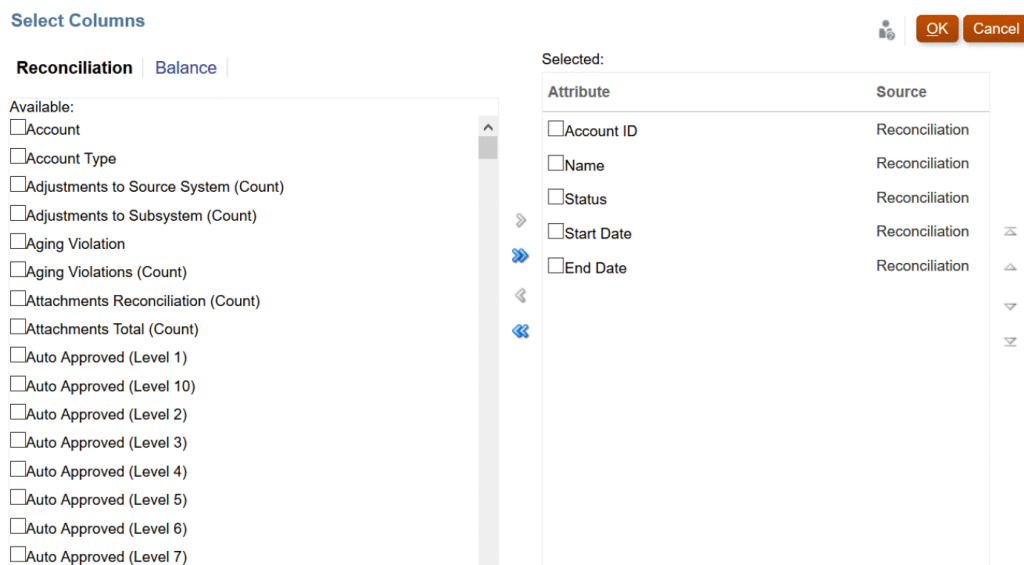 Select Columns
OK Cancel
Reconciliation Balance
Available:
Account
Account Type
Adjustments to Source System (Count)
Adjustments to Subsystem (Count)
Aging Violation
Aging Violations (Count)
Attachments Reconciliation (Count)
Attachments Total (Count)
Auto Approved (Level 1)
Auto Approved (Level 10)
Auto Approved (Level 2)
Auto Approved (Level 3)
Auto Approved (Level 4)
Auto Approved (Level 5)
Auto Approved (Level 6)
Auto Approved (Level 7)
Selected:
Attribute Source
Account ID Reconciliation
Name Reconciliation
Status Reconciliation
Start Date Reconciliation
End Date Reconciliation